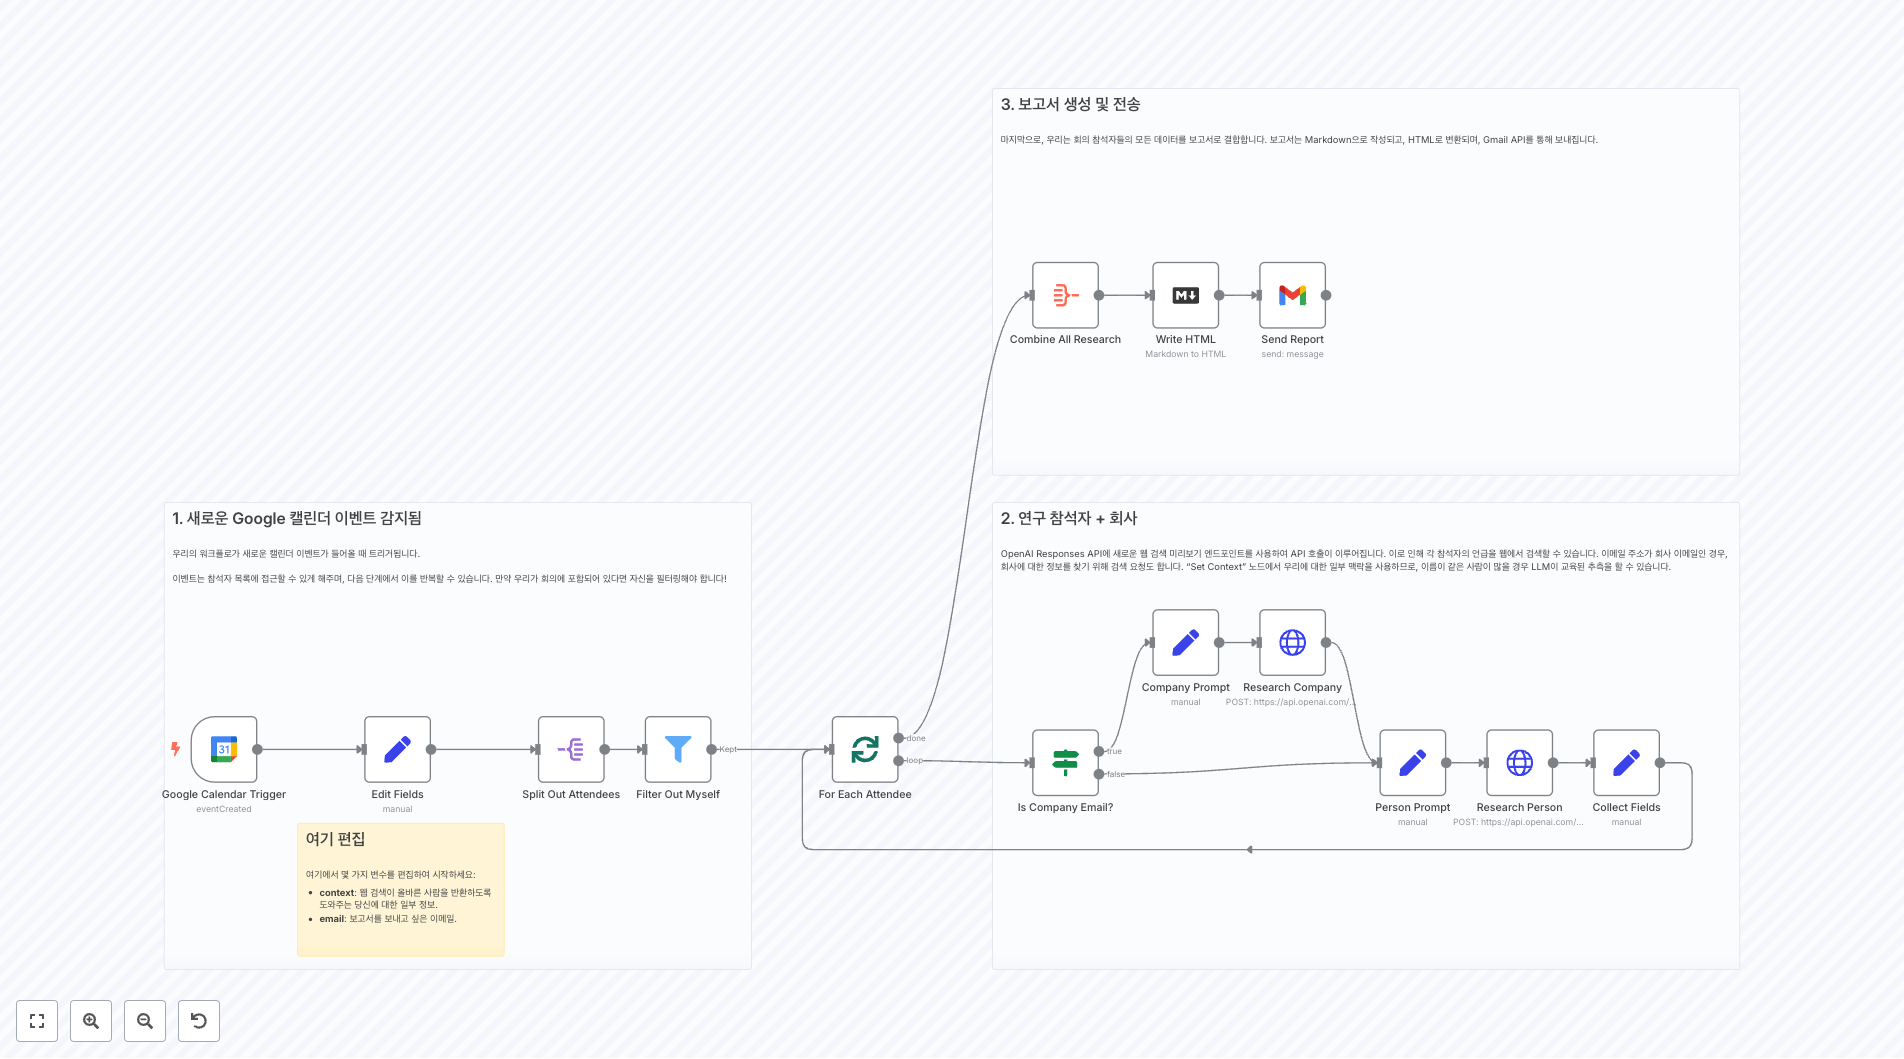 3. 보고서 생성 및 전송
마지막으로, 우리는 회의 참석자들의 모든 데이터를 보고서로 결합합니다. 보고서는 Markdown으로 작성되고, HTML로 변환되며, Gmail API를 통해 보내집니다.
Combine All Research
Write HTML
Markdown to HTML
Send Report
send: message
1. 새로운 Google 캘린더 이벤트 감지됨
우리의 워크플로가 새로운 캘린더 이벤트가 들어올 때 트리거됩니다.
이벤트는 참석자 목록에 접근할 수 있게 해주며, 다음 단계에서 이를 반복할 수 있습니다. 만약 우리가 회의에 포함되어 있다면 자신을 필터링해야 합니다!
31
Google Calendar Trigger
eventCreated
Edit Fields
manual
Split Out Attendees
Filter Out Myself
Kept
여기 편집
여기에서 몇 가지 변수를 편집하여 시작하세요:
• context: 웹 검색이 올바른 사람을 반환하도록
도와주는 당신에 대한 일부 정보.
• email: 보고서를 보내고 싶은 이메일.
For Each Attendee
done
loop
2. 연구 참석자 + 회사
OpenAI Responses API에 새로운 웹 검색 미리보기 엔드포인트를 사용하여 API 호출이 이루어집니다. 이로 인해 각 참석자의 언급을 웹에서 검색할 수 있습니다. 이메일 주소가 회사 이메일인 경우,
회사에 대한 정보를 찾기 위해 검색 요청도 합니다. “Set Context” 노드에서 우리에 대한 일부 맥락을 사용하므로, 이름이 같은 사람이 많을 경우 LLM이 교육된 추측을 할 수 있습니다.
Company Prompt
manual
Research Company
POST: https://api.openai.com/...
Is Company Email?
true
false
Person Prompt
manual
Research Person
POST: https://api.openai.com/...
Collect Fields
manual